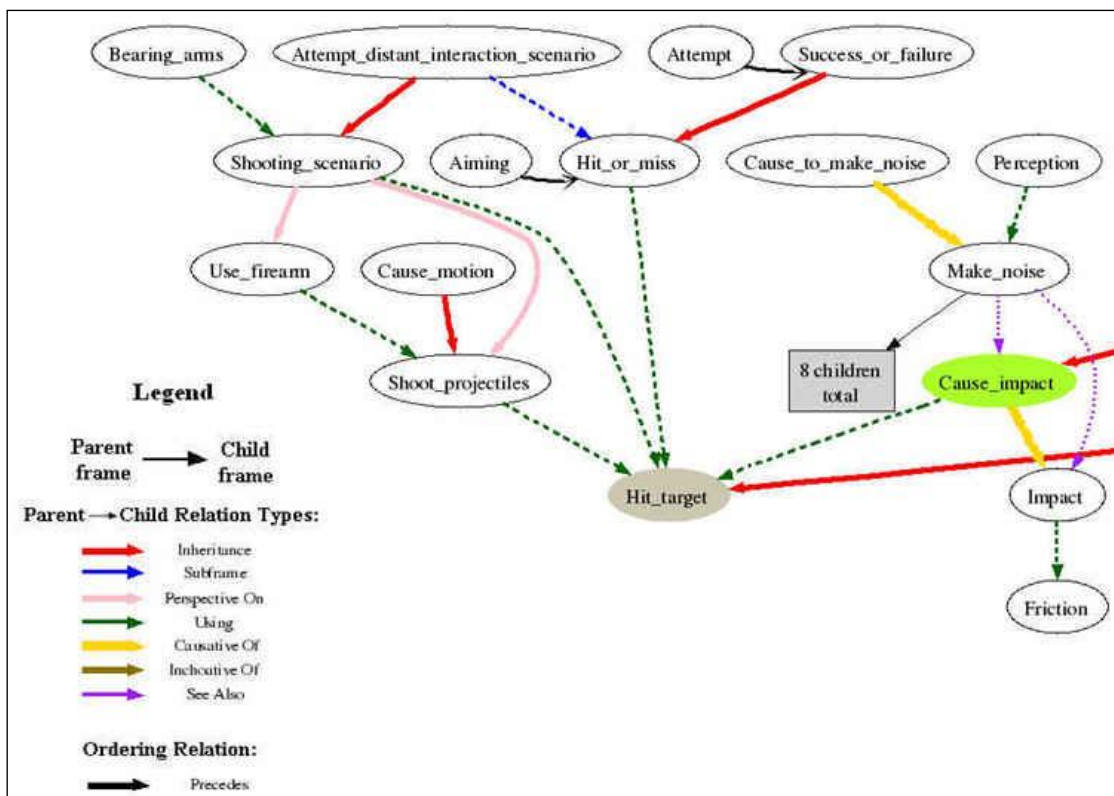 Bearing_arms
Attempt_distant_interaction_scenario
Attempt
Success_or_failure
Shooting_scenario
Aiming
Hit_or_miss
Cause_to_make_noise
Perception
Use_firearm
Cause_motion
Make_noise
Shoot_projectiles
8 children
total
Cause_impact
Hit_target
Impact
Friction
Legend
Parent
frame
Child
frame
Parent Child Relation Types:
Inheritance
Subframe
Perspective On
Using
Causative Of
Inchoative Of
See Also
Ordering Relation:
Precedes